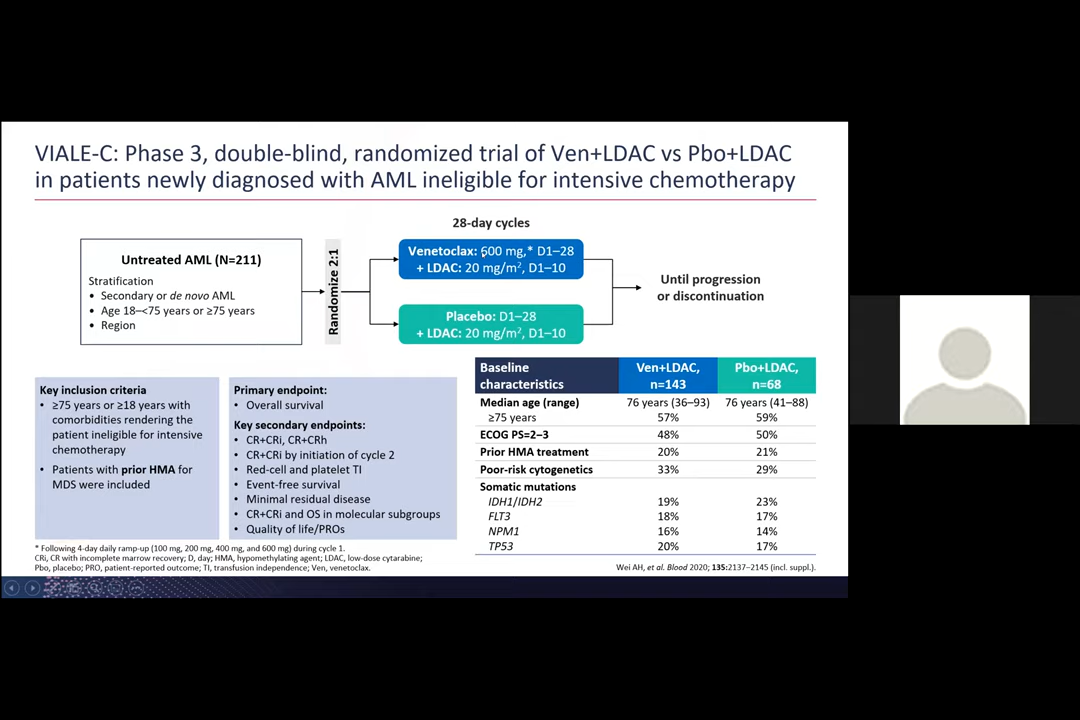 VIALE-C: Phase 3, double-blind, randomized trial of Ven+LDAC vs Pbo+LDAC
in patients newly diagnosed with AML ineligible for intensive chemotherapy
28-day cycles
Untreated AML (N=211)
Stratification
• Secondary or de novo AML
• Age 18–<75 years or ≥75 years
• Region
Randomize 2:1
Venetoclax: 600 mg,* D1–28
+ LDAC: 20 mg/m², D1–10
Placebo: D1–28
+ LDAC: 20 mg/m², D1–10
Until progression
or discontinuation
Key inclusion criteria
• ≥75 years or ≥18 years with
comorbidities rendering the
patient ineligible for intensive
chemotherapy
• Patients with prior HMA for
MDS were included
Primary endpoint:
• Overall survival
Key secondary endpoints:
• CR+CRi, CR+CRh
• CR+CRi by initiation of cycle 2
• Red-cell and platelet TI
• Event-free survival
• Minimal residual disease
• CR+CRi and OS in molecular subgroups
• Quality of life/PROs
Baseline characteristics Ven+LDAC, n=143 Pbo+LDAC, n=68
Median age (range) 76 years (36–93) 76 years (41–88)
≥75 years 57% 59%
ECOG PS=2–3 48% 50%
Prior HMA treatment 20% 21%
Poor-risk cytogenetics 33% 29%
Somatic mutations
IDH1/IDH2 19% 23%
FLT3 18% 17%
NPM1 16% 14%
TP53 20% 17%
* Following 4-day daily ramp-up (100 mg, 200 mg, 400 mg, and 600 mg) during cycle 1.
CRi, CR with incomplete marrow recovery; D, day; HMA, hypomethylating agent; LDAC, low-dose cytarabine;
Pbo, placebo; PRO, patient-reported outcome; TI, transfusion independence; Ven, venetoclax.
Wei AH, et al. Blood 2020; 135:2137–2145 (incl. suppl.).